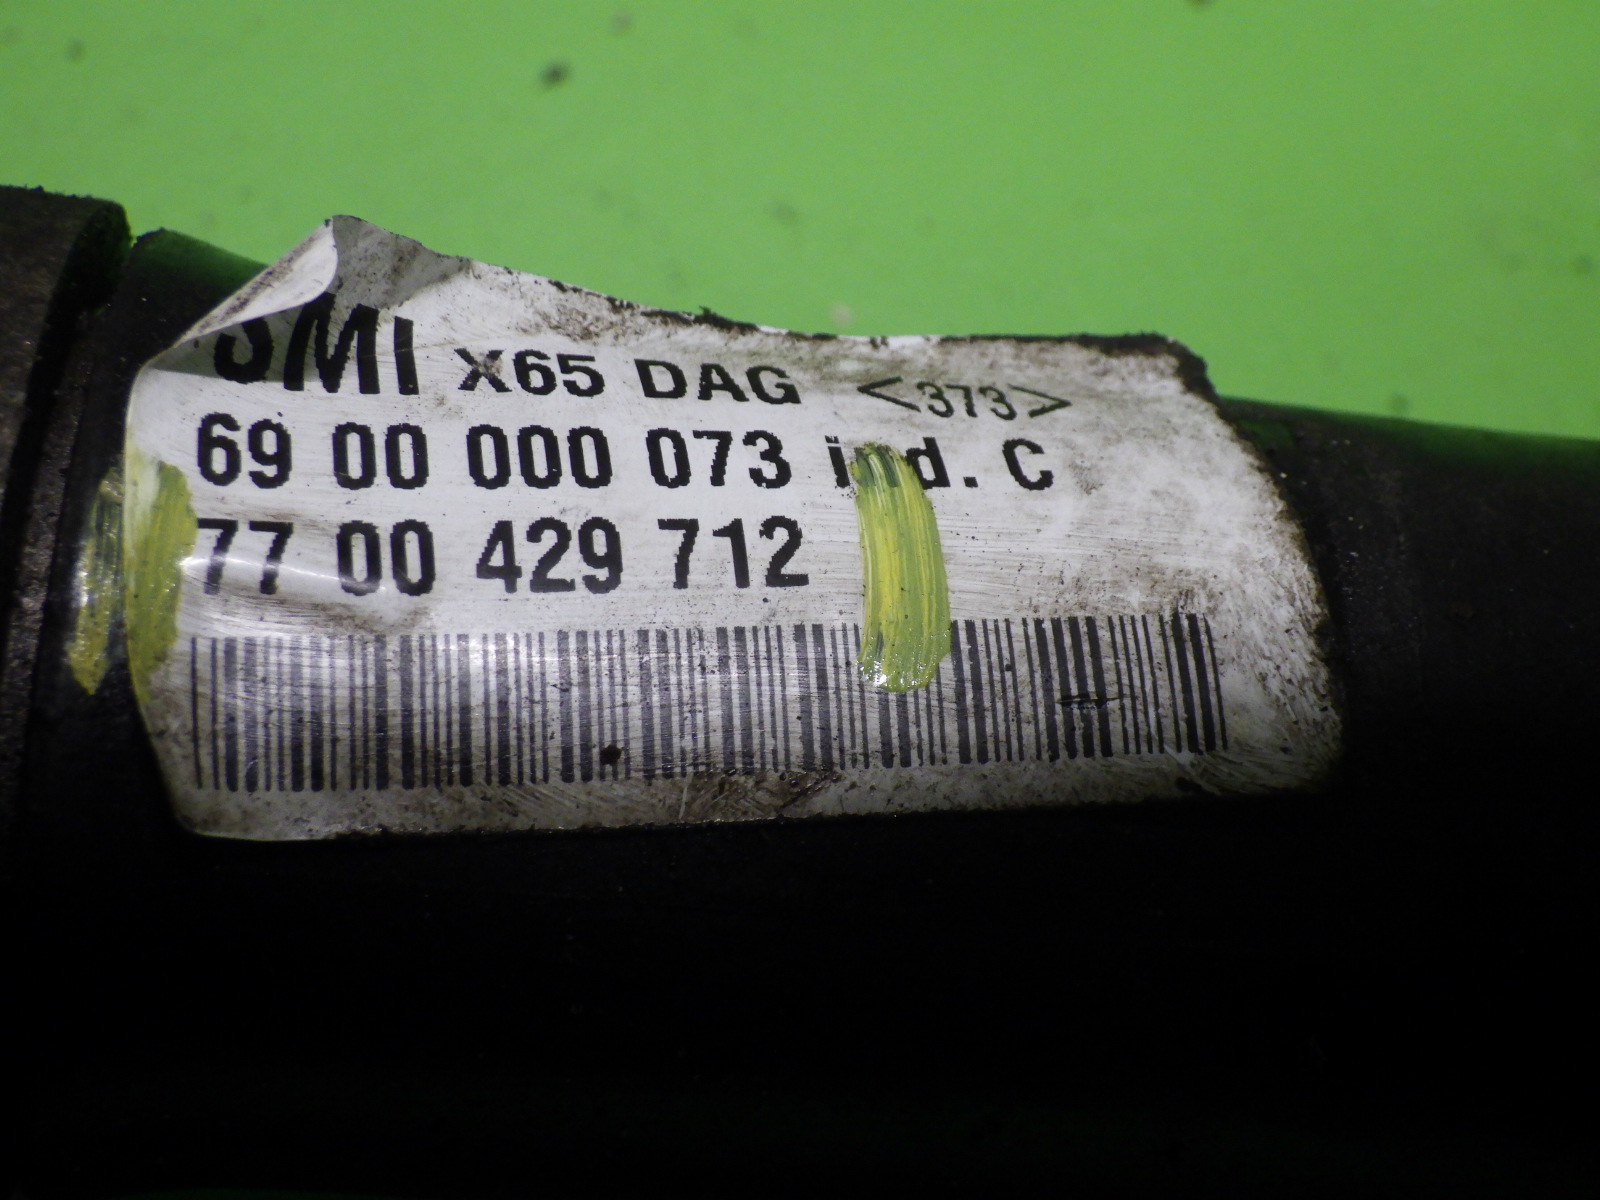 SMI X65 DAG <373>
69 00 000 073 ind. C
77 00 429 712